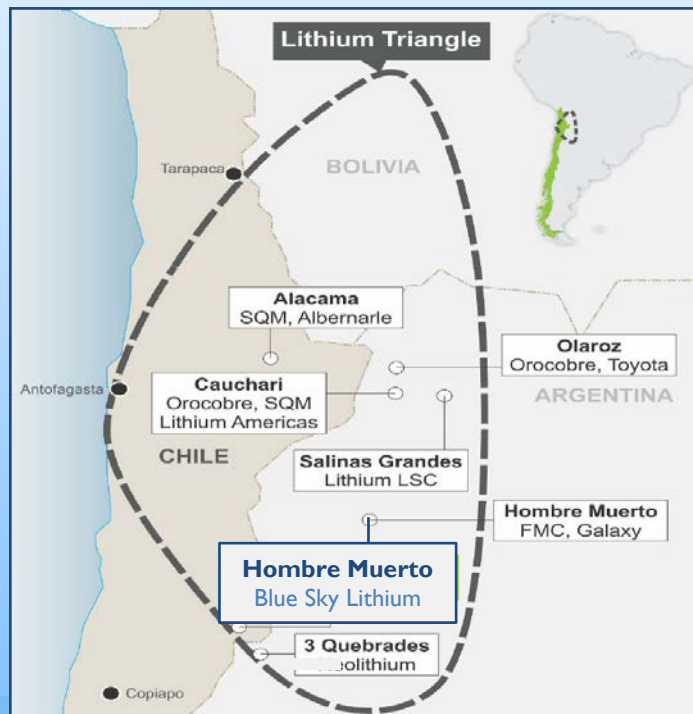 Lithium Triangle
BOLIVIA
Tarapaca
Alacama
SQM, Albernarle
Olaroz
Orocobre, Toyota
Antofagasta
Cauchari
Orocobre, SQM
Lithium Americas
ARGENTINA
CHILE
Salinas Grandes
Lithium LSC
Hombre Muerto
FMC, Galaxy
Hombre Muerto
Blue Sky Lithium
3 Quebrades
Copiapo